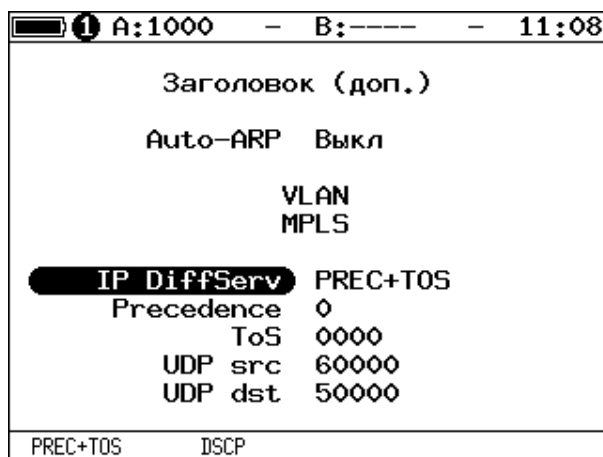 1 A:1000 – B:---- – 11:08
Заголовок (доп.)
Auto-ARP Выкл
VLAN
MPLS
IP DiffServ PREC+TOS
Precedence 0
ToS 0000
UDP src 60000
UDP dst 50000
PREC+TOS DSCP